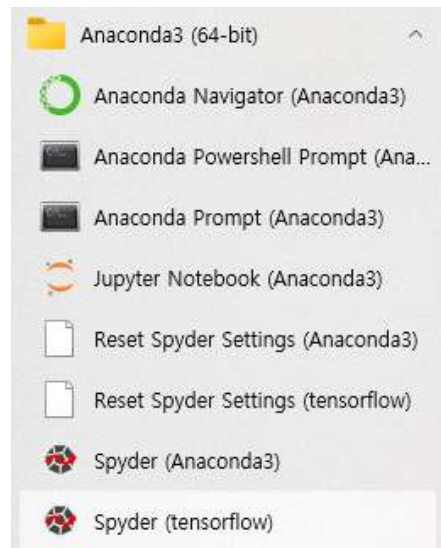 Anaconda3 (64-bit)
Anaconda Navigator (Anaconda3)
Anaconda Powershell Prompt (Ana...
Anaconda Prompt (Anaconda3)
Jupyter Notebook (Anaconda3)
Reset Spyder Settings (Anaconda3)
Reset Spyder Settings (tensorflow)
Spyder (Anaconda3)
Spyder (tensorflow)